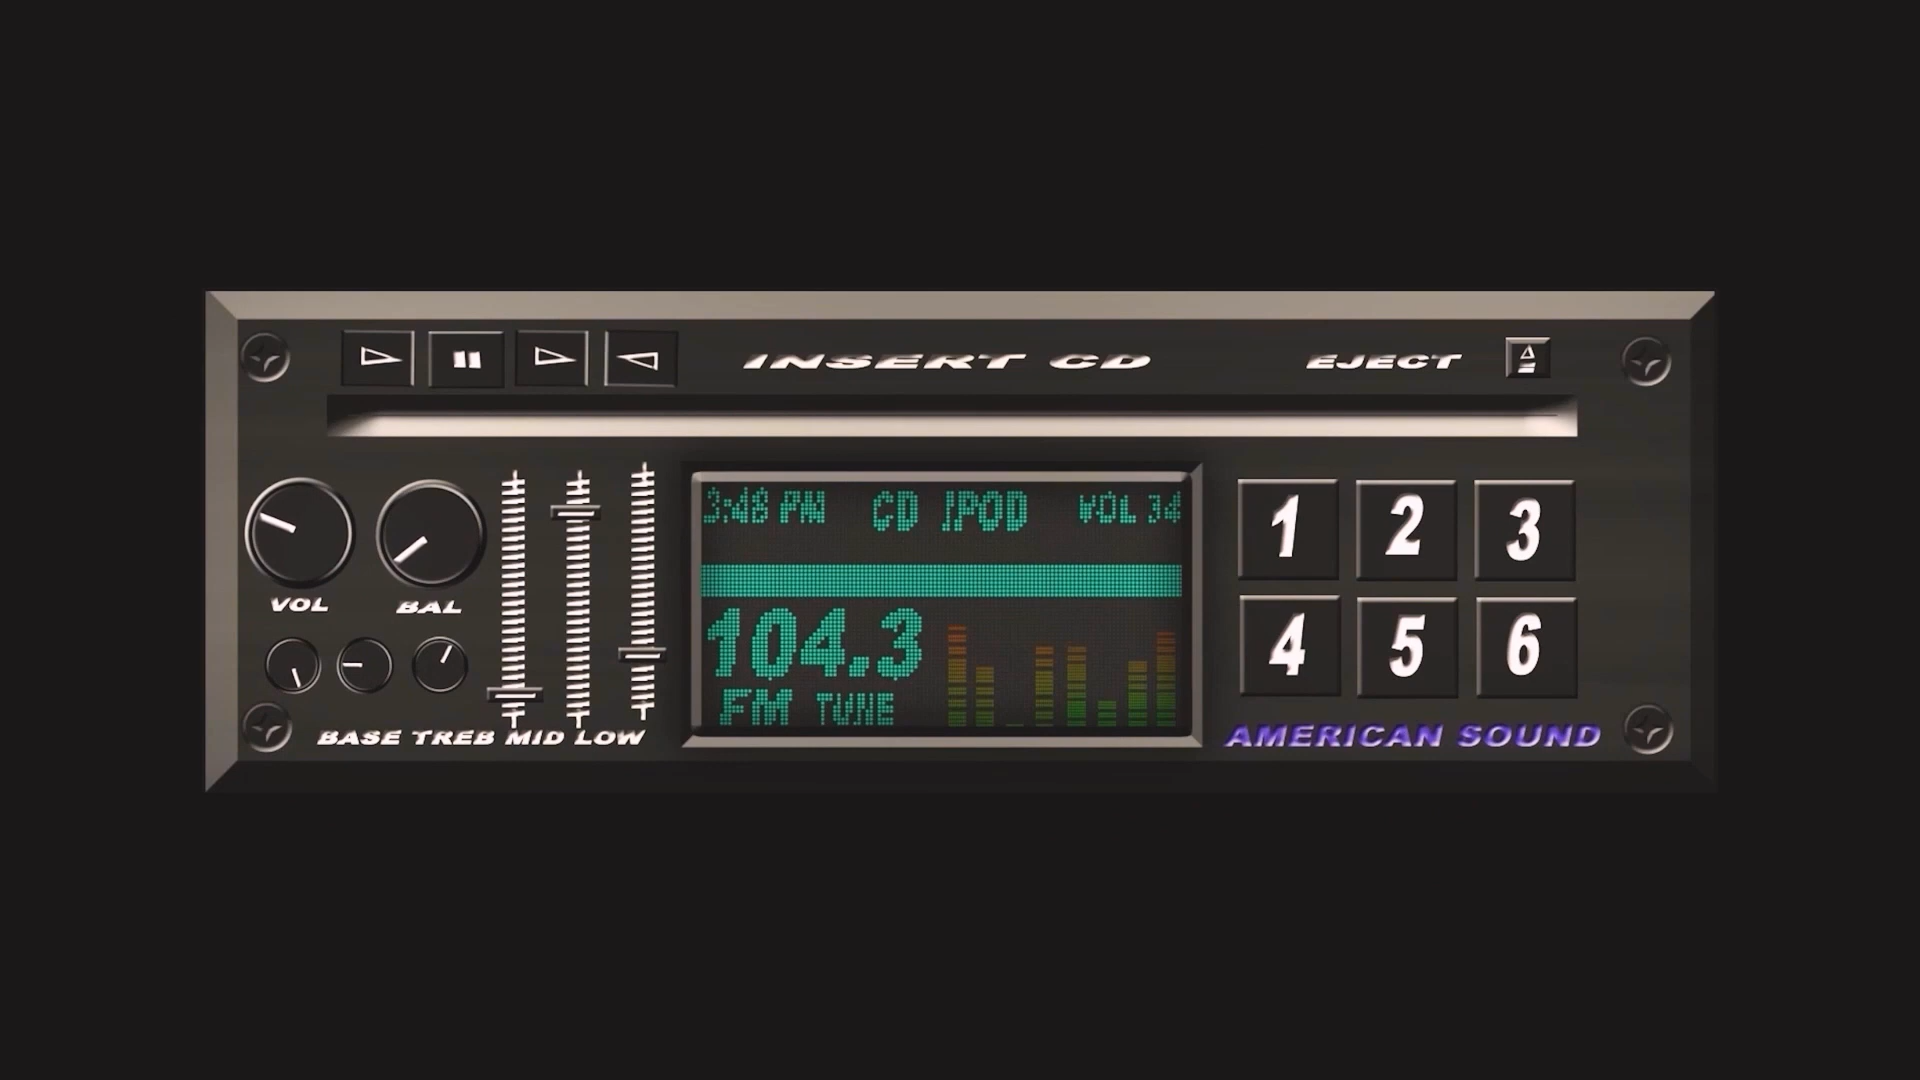 INSERT CD
EJECT
3:48 PM CD IPOD VOL 34
104.3
FM TUNE
VOL BAL
BASE TREB MID LOW
1 2 3
4 5 6
AMERICAN SOUND